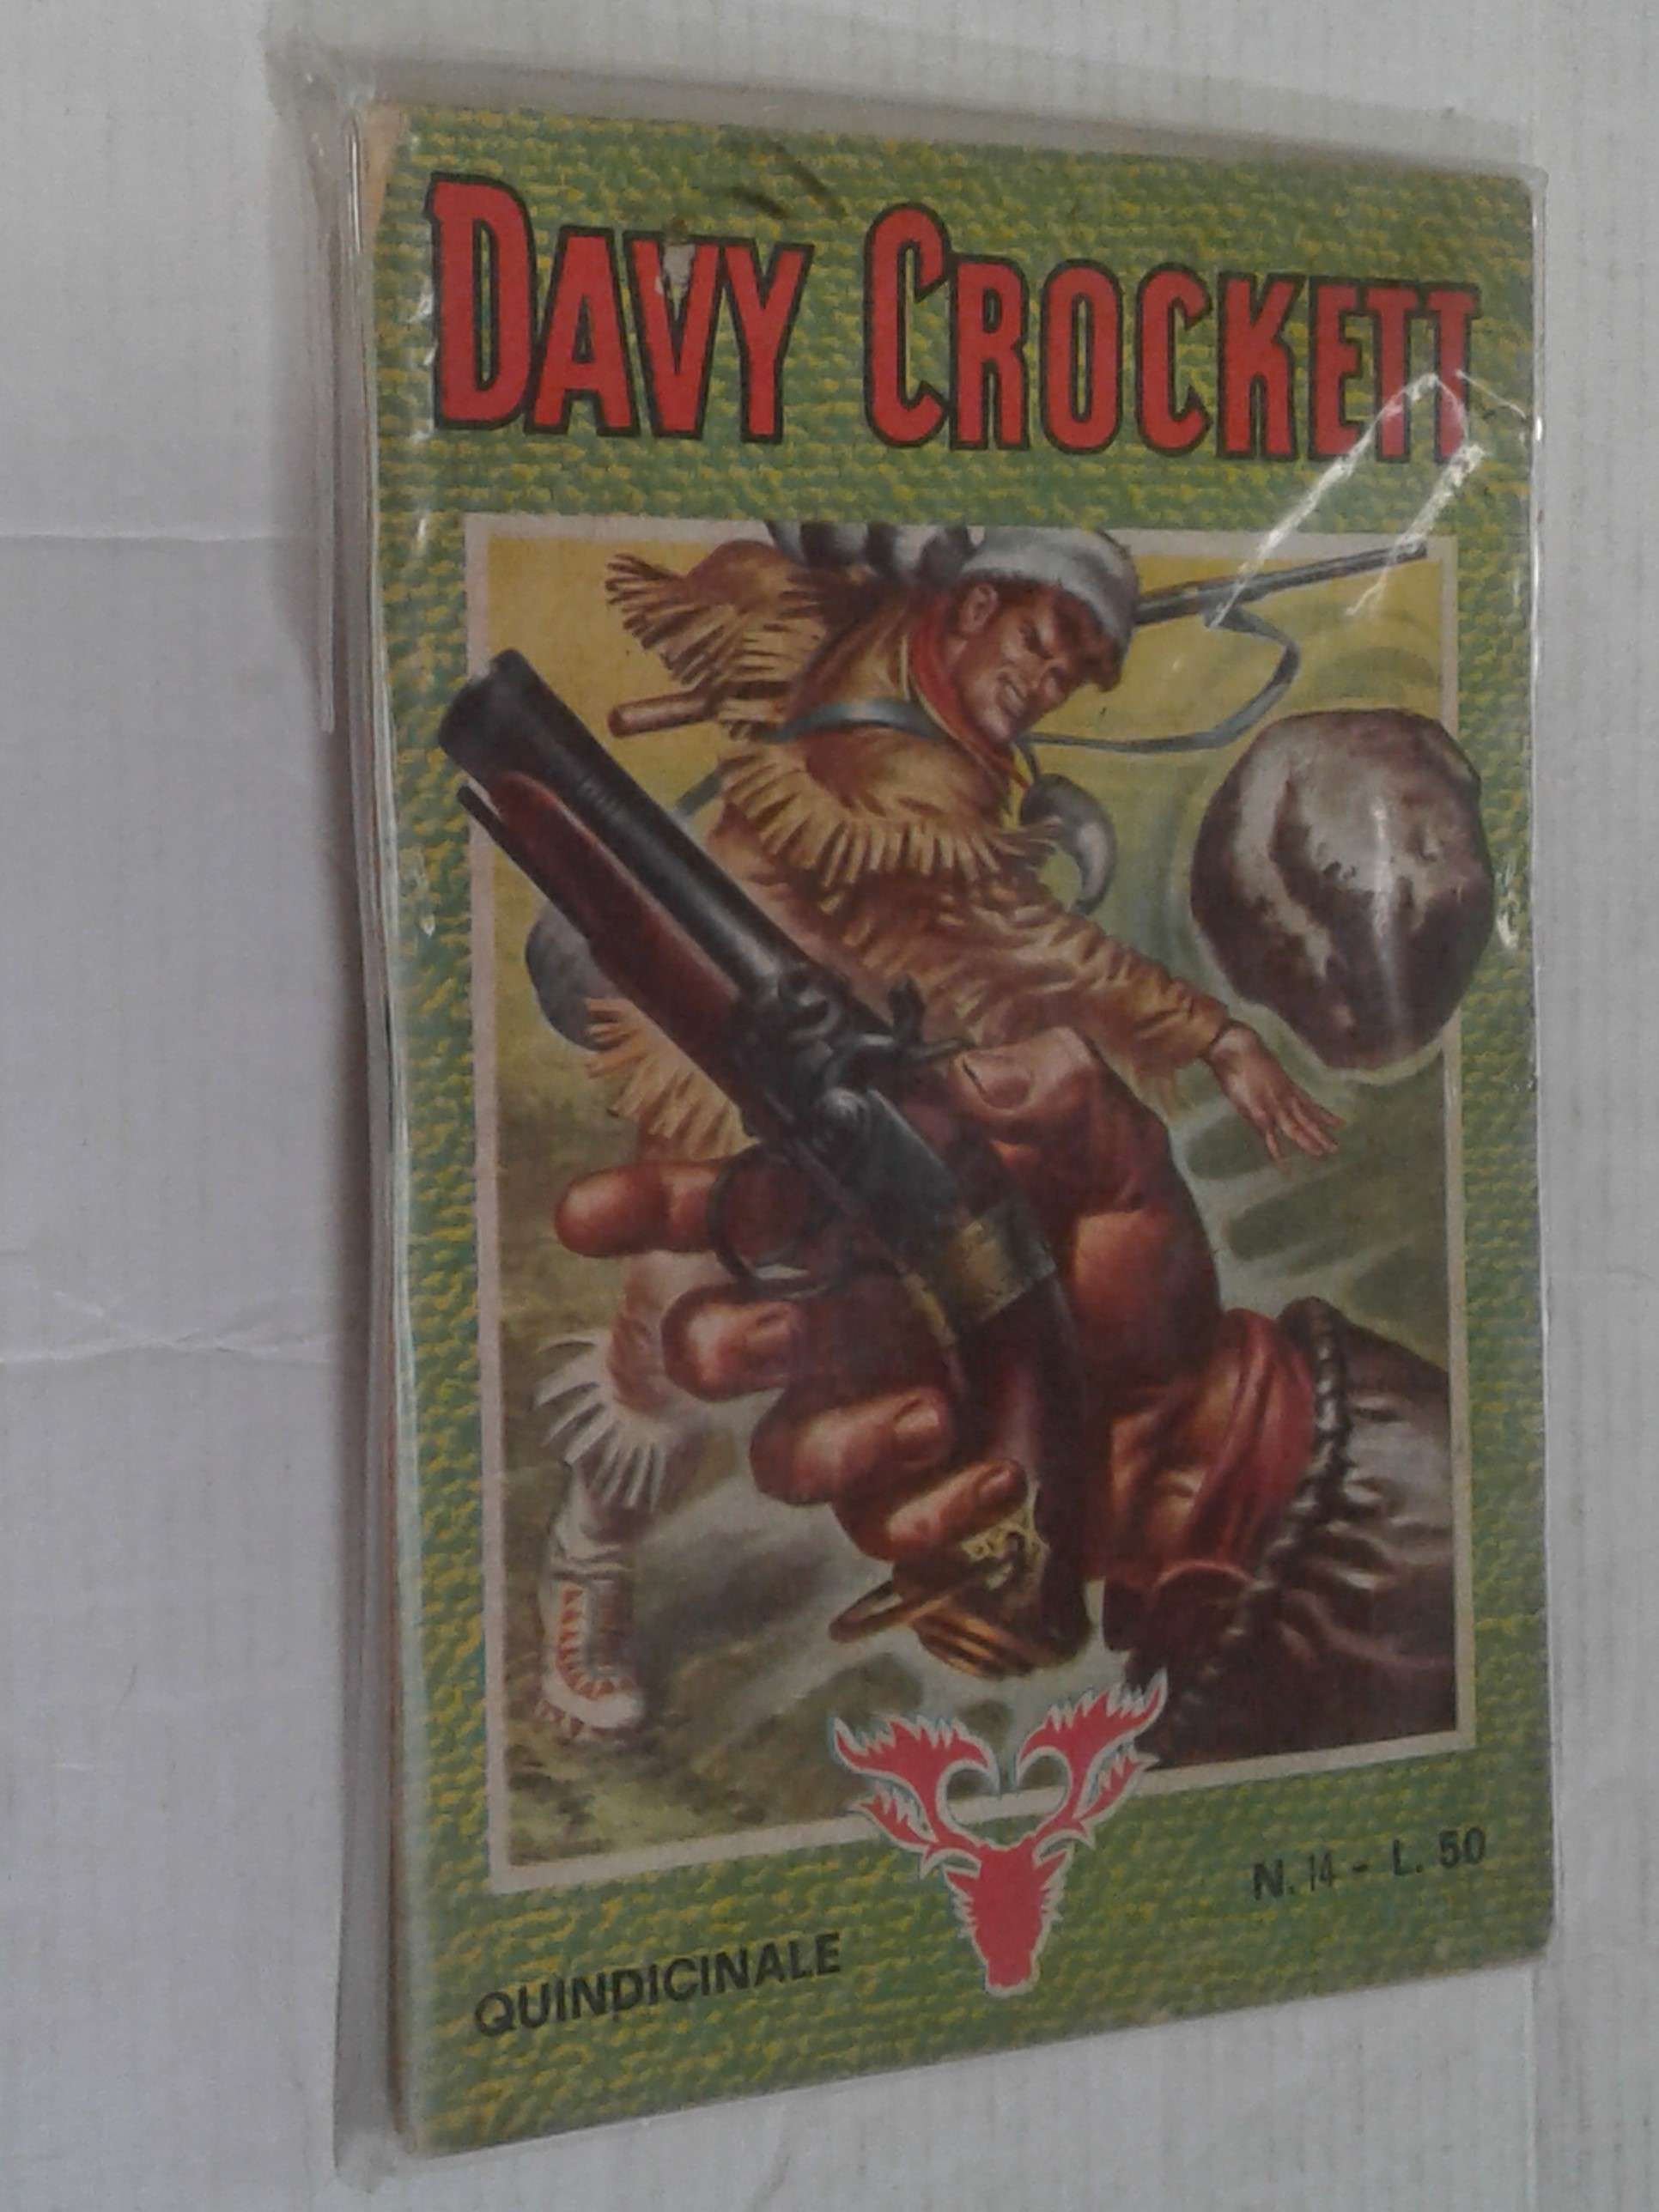 DAVY CROCKETT
N. 14 - L. 50
QUINDICINALE